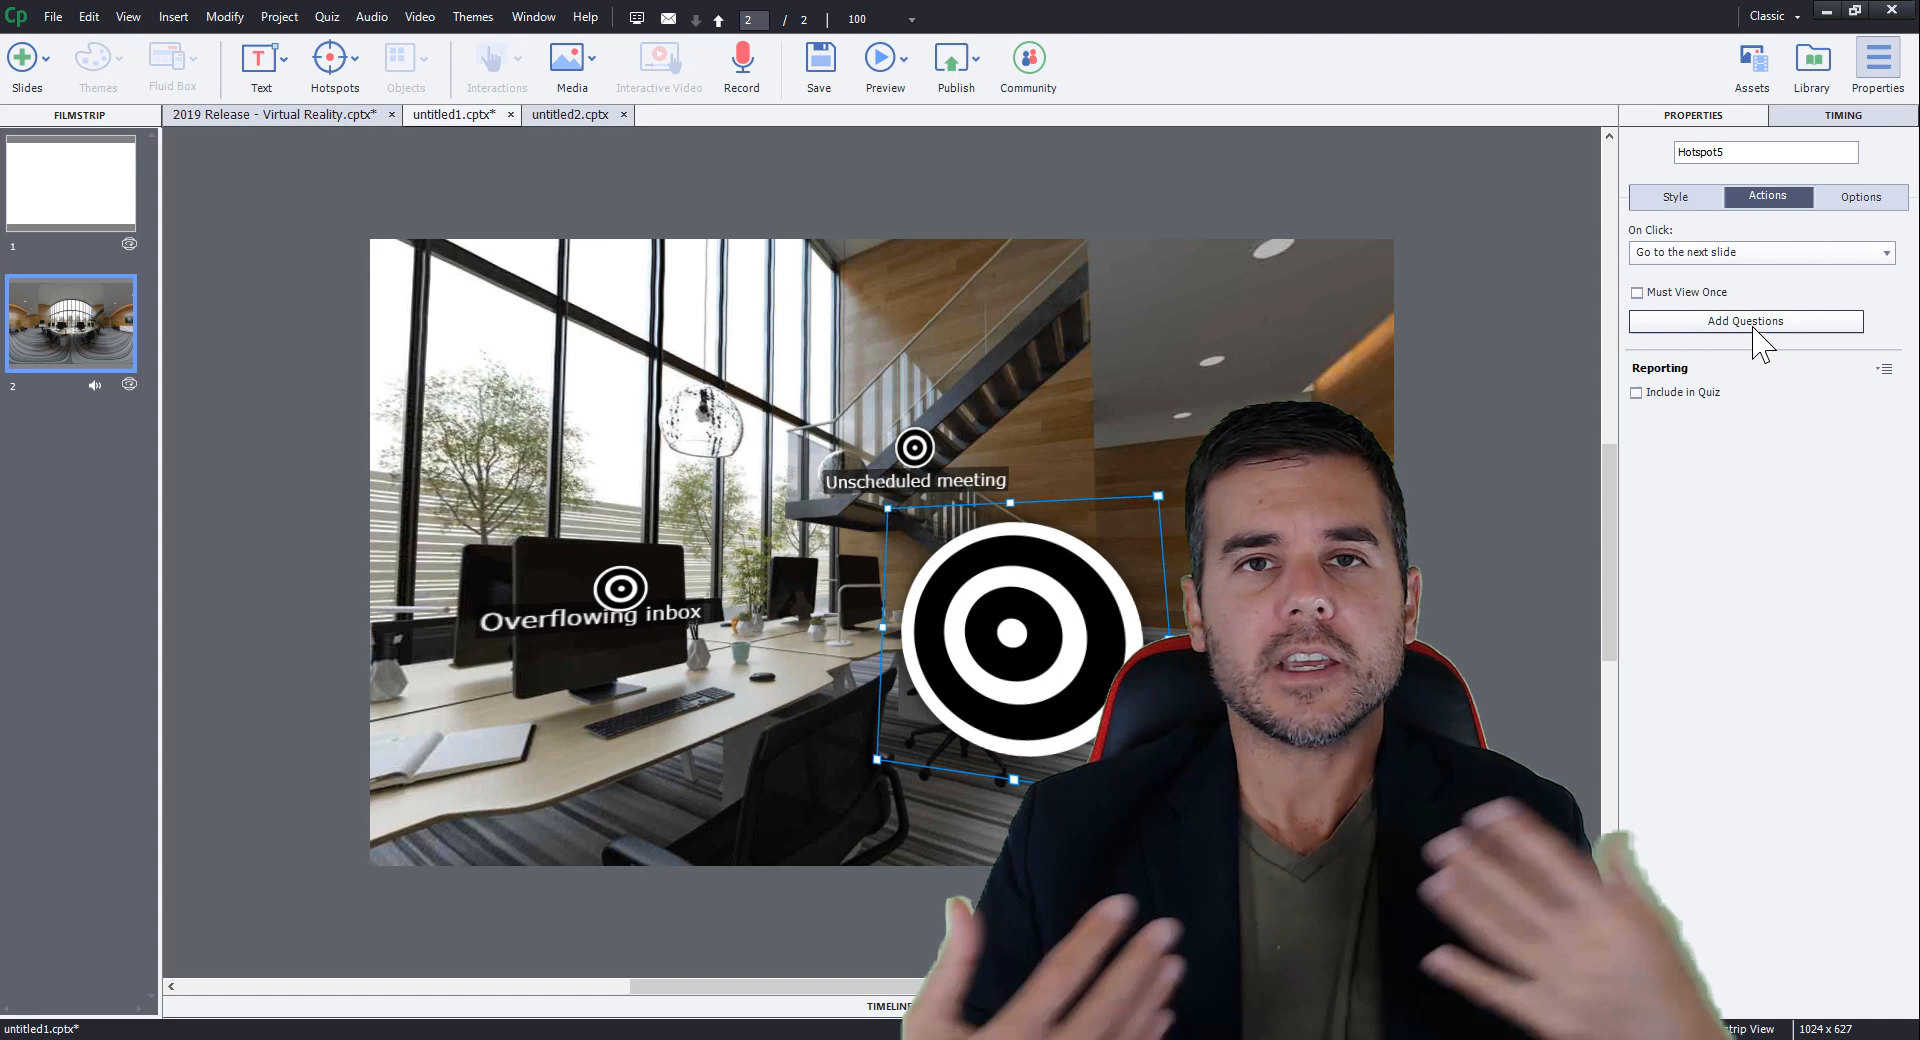 Cp File Edit View Insert Modify Project Quiz Audio Video Themes Window Help 2 / 2 100 Classic
Slides Themes Fluid Box Text Hotspots Objects Interactions Media Interactive Video Record Save Preview Publish Community Assets Library Properties
FILMSTRIP 2019 Release - Virtual Reality.cptx* × untitled1.cptx* × untitled2.cptx × PROPERTIES TIMING
Hotspot5
Style Actions Options
On Click:
Go to the next slide
Must View Once
Add Questions
Reporting
Include in Quiz
1
2
Unscheduled meeting
Overflowing inbox
TIMELINE
untitled1.cptx* trip View 1024 x 627